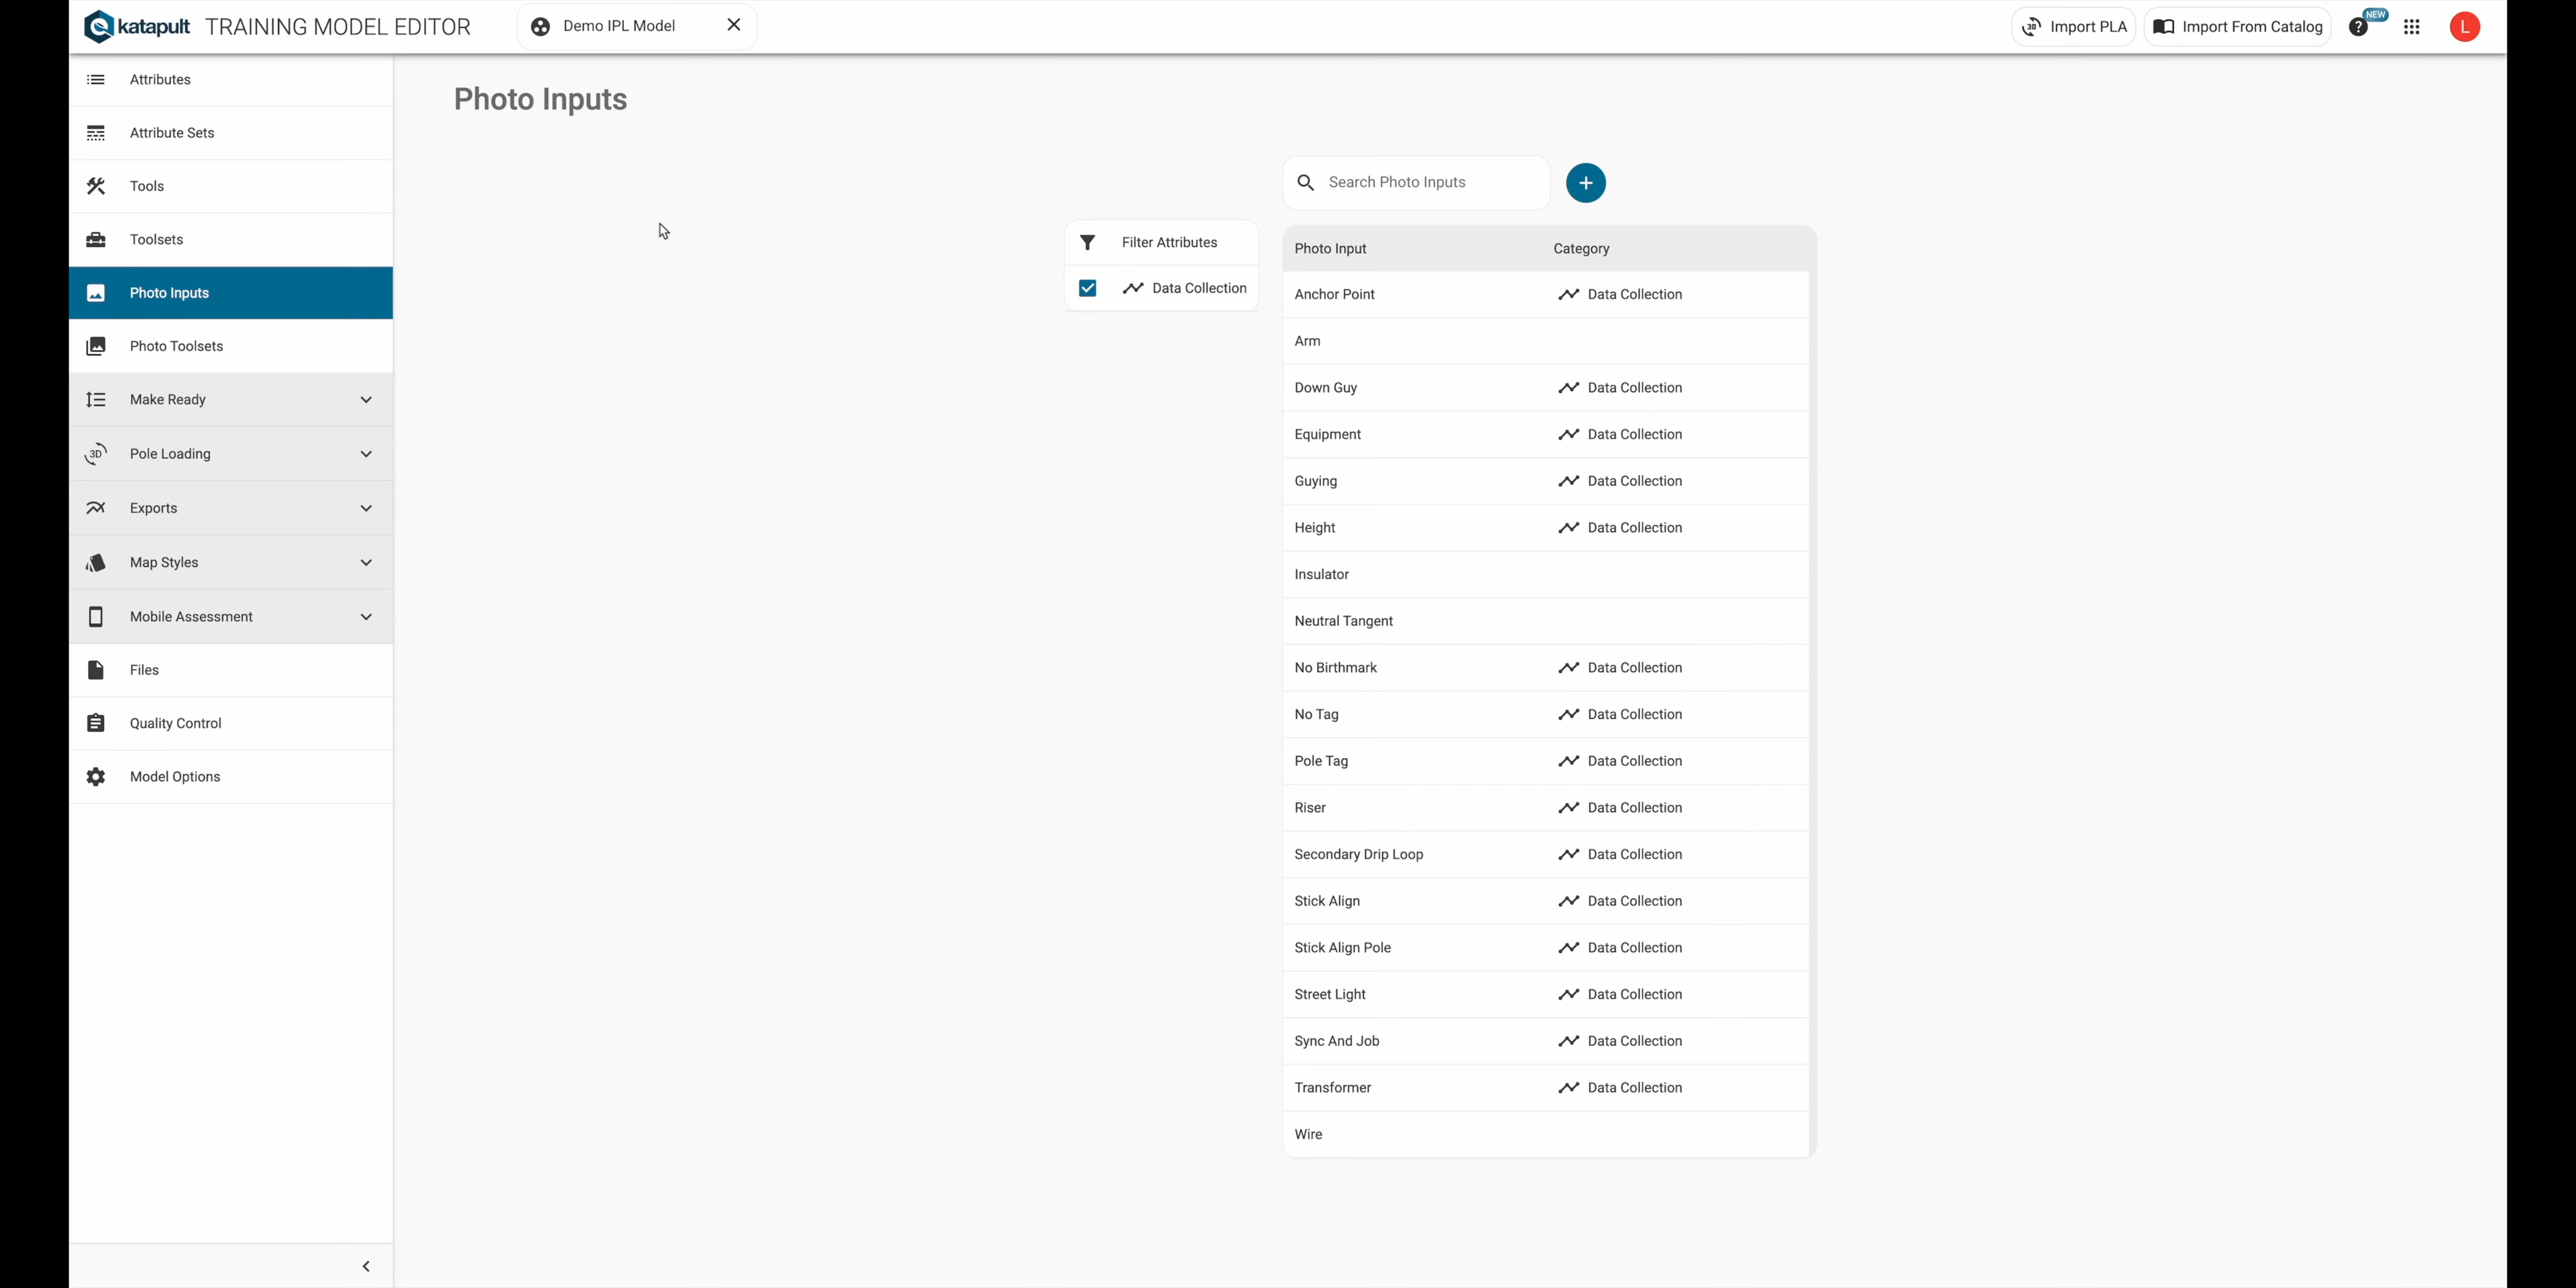 katapult TRAINING MODEL EDITOR
Demo IPL Model
Import PLA
Import From Catalog
NEW
L
Attributes
Attribute Sets
Tools
Toolsets
Photo Inputs
Photo Toolsets
Make Ready
3D
Pole Loading
Exports
Map Styles
Mobile Assessment
Files
Quality Control
Model Options
Photo Inputs
Search Photo Inputs
Filter Attributes
Data Collection
Photo Input Category
Anchor Point Data Collection
Arm
Down Guy Data Collection
Equipment Data Collection
Guying Data Collection
Height Data Collection
Insulator
Neutral Tangent
No Birthmark Data Collection
No Tag Data Collection
Pole Tag Data Collection
Riser Data Collection
Secondary Drip Loop Data Collection
Stick Align Data Collection
Stick Align Pole Data Collection
Street Light Data Collection
Sync And Job Data Collection
Transformer Data Collection
Wire